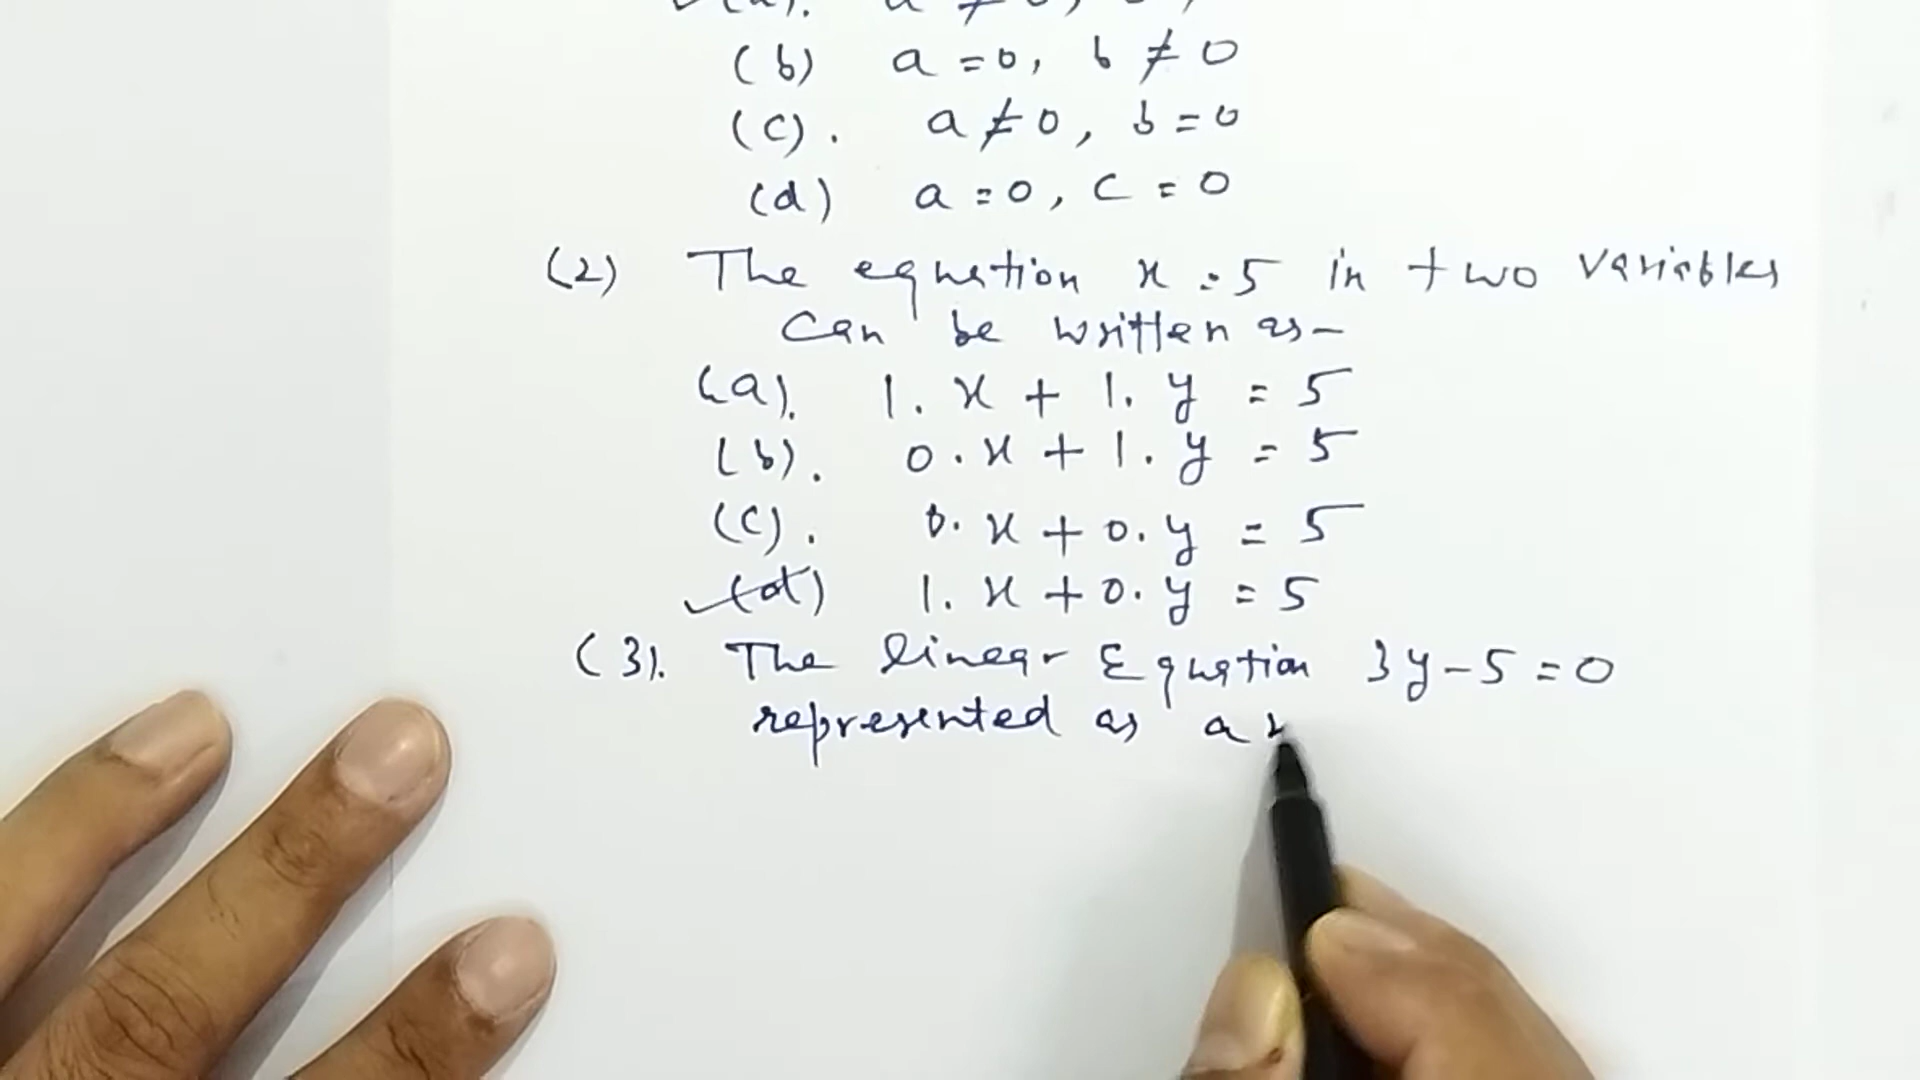 (a). a ≠ 0,
(b) a = 0, b ≠ 0
(c). a ≠ 0, b = 0
(d) a = 0, c = 0
(2) The equation x = 5 in two variables
can be written as –
(a). 1. x + 1. y = 5
(b). 0. x + 1. y = 5
(c). 0. x + 0. y = 5
(d) 1. x + 0. y = 5
(3). The linear Equation 3y - 5 = 0
represented as a